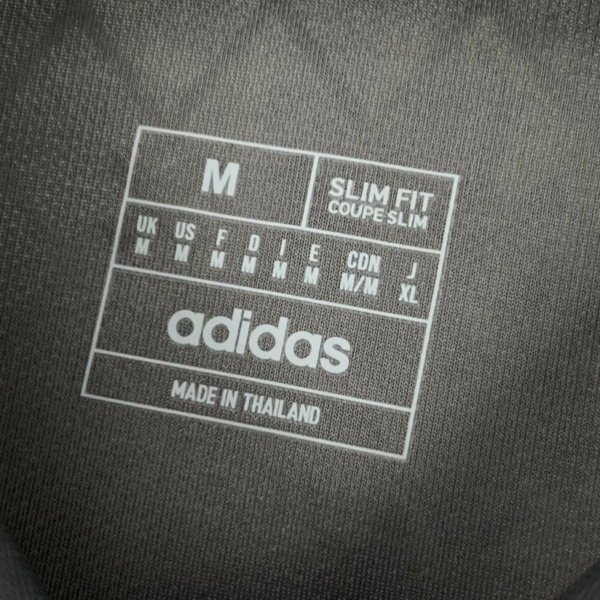 M
SLIM FIT
COUPE SLIM
UK US F D I E CDN J
M M M M M M M/M XL
adidas
MADE IN THAILAND